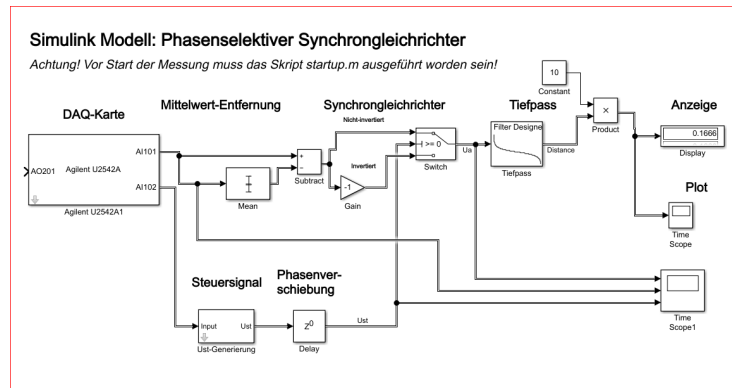 Simulink Modell: Phasenselektiver Synchrongleichrichter
Achtung! Vor Start der Messung muss das Skript startup.m ausgeführt worden sein!
DAQ-Karte
Mittelwert-Entfernung
Synchrongleichrichter
Tiefpass
Anzeige
10
Constant
×
Product
0.1666
Display
AO201
Agilent U2542A
AI101
AI102
Agilent U2542A1
Mean
+
−
Subtract
Nicht-invertiert
Invertiert
-1
Gain
>= 0
Switch
Ua
Filter Designe
Tiefpass
Distance
Plot
Time
Scope
Steuersignal
Phasenver-
schiebung
Input
Ust
Ust-Generierung
Z0
Delay
Ust
Time
Scope1